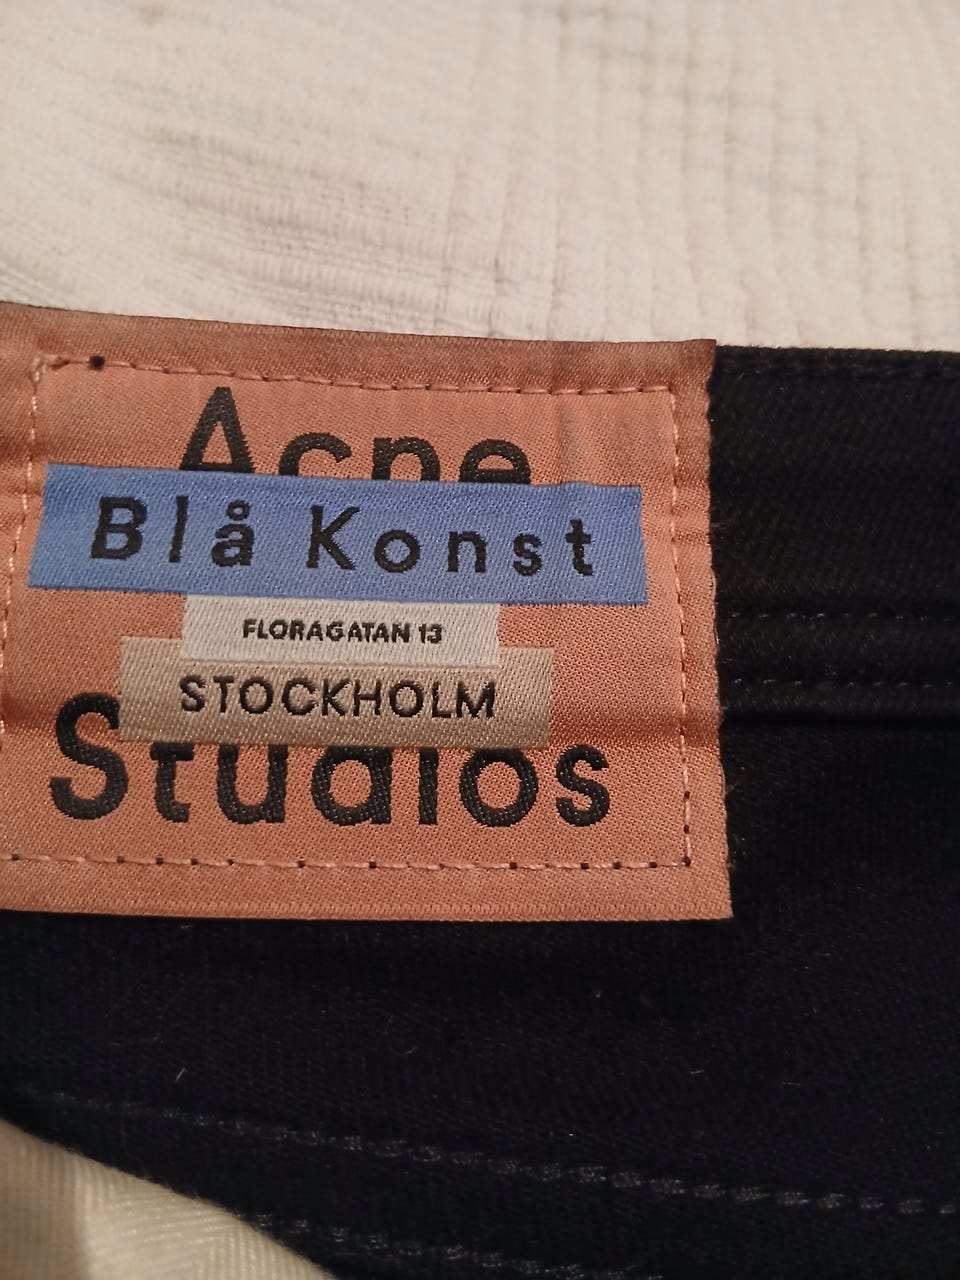 Acne
Blå Konst
FLORAGATAN 13
STOCKHOLM
Studios